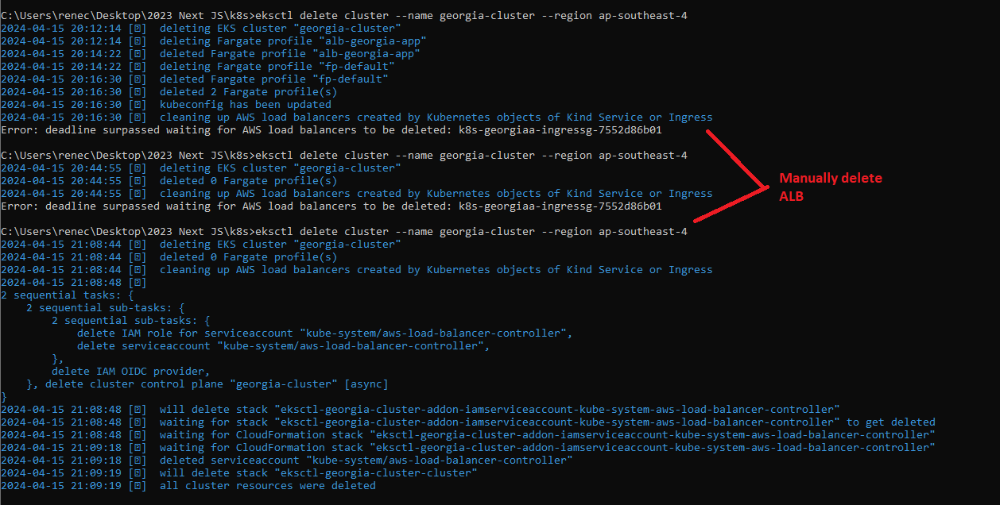 C:\Users\renec\Desktop\2023 Next JS\k8s>eksctl delete cluster --name georgia-cluster --region ap-southeast-4
2024-04-15 20:12:14 [⍰]  deleting EKS cluster "georgia-cluster"
2024-04-15 20:12:14 [⍰]  deleting Fargate profile "alb-georgia-app"
2024-04-15 20:14:22 [⍰]  deleted Fargate profile "alb-georgia-app"
2024-04-15 20:14:22 [⍰]  deleting Fargate profile "fp-default"
2024-04-15 20:16:30 [⍰]  deleted Fargate profile "fp-default"
2024-04-15 20:16:30 [⍰]  deleted 2 Fargate profile(s)
2024-04-15 20:16:30 [⍰]  kubeconfig has been updated
2024-04-15 20:16:30 [⍰]  cleaning up AWS load balancers created by Kubernetes objects of Kind Service or Ingress
Error: deadline surpassed waiting for AWS load balancers to be deleted: k8s-georgiaa-ingressg-7552d86b01
C:\Users\renec\Desktop\2023 Next JS\k8s>eksctl delete cluster --name georgia-cluster --region ap-southeast-4
2024-04-15 20:44:55 [⍰]  deleting EKS cluster "georgia-cluster"
2024-04-15 20:44:55 [⍰]  deleted 0 Fargate profile(s)
2024-04-15 20:44:55 [⍰]  cleaning up AWS load balancers created by Kubernetes objects of Kind Service or Ingress
Error: deadline surpassed waiting for AWS load balancers to be deleted: k8s-georgiaa-ingressg-7552d86b01
Manually delete
ALB
C:\Users\renec\Desktop\2023 Next JS\k8s>eksctl delete cluster --name georgia-cluster --region ap-southeast-4
2024-04-15 21:08:44 [⍰]  deleting EKS cluster "georgia-cluster"
2024-04-15 21:08:44 [⍰]  deleted 0 Fargate profile(s)
2024-04-15 21:08:44 [⍰]  cleaning up AWS load balancers created by Kubernetes objects of Kind Service or Ingress
2024-04-15 21:08:48 [⍰]
2 sequential tasks: {
    2 sequential sub-tasks: {
        2 sequential sub-tasks: {
            delete IAM role for serviceaccount "kube-system/aws-load-balancer-controller",
            delete serviceaccount "kube-system/aws-load-balancer-controller",
        },
        delete IAM OIDC provider,
    }, delete cluster control plane "georgia-cluster" [async]
}
2024-04-15 21:08:48 [⍰]  will delete stack "eksctl-georgia-cluster-addon-iamserviceaccount-kube-system-aws-load-balancer-controller"
2024-04-15 21:08:48 [⍰]  waiting for stack "eksctl-georgia-cluster-addon-iamserviceaccount-kube-system-aws-load-balancer-controller" to get deleted
2024-04-15 21:08:48 [⍰]  waiting for CloudFormation stack "eksctl-georgia-cluster-addon-iamserviceaccount-kube-system-aws-load-balancer-controller"
2024-04-15 21:09:18 [⍰]  waiting for CloudFormation stack "eksctl-georgia-cluster-addon-iamserviceaccount-kube-system-aws-load-balancer-controller"
2024-04-15 21:09:18 [⍰]  deleted serviceaccount "kube-system/aws-load-balancer-controller"
2024-04-15 21:09:19 [⍰]  will delete stack "eksctl-georgia-cluster-cluster"
2024-04-15 21:09:19 [⍰]  all cluster resources were deleted